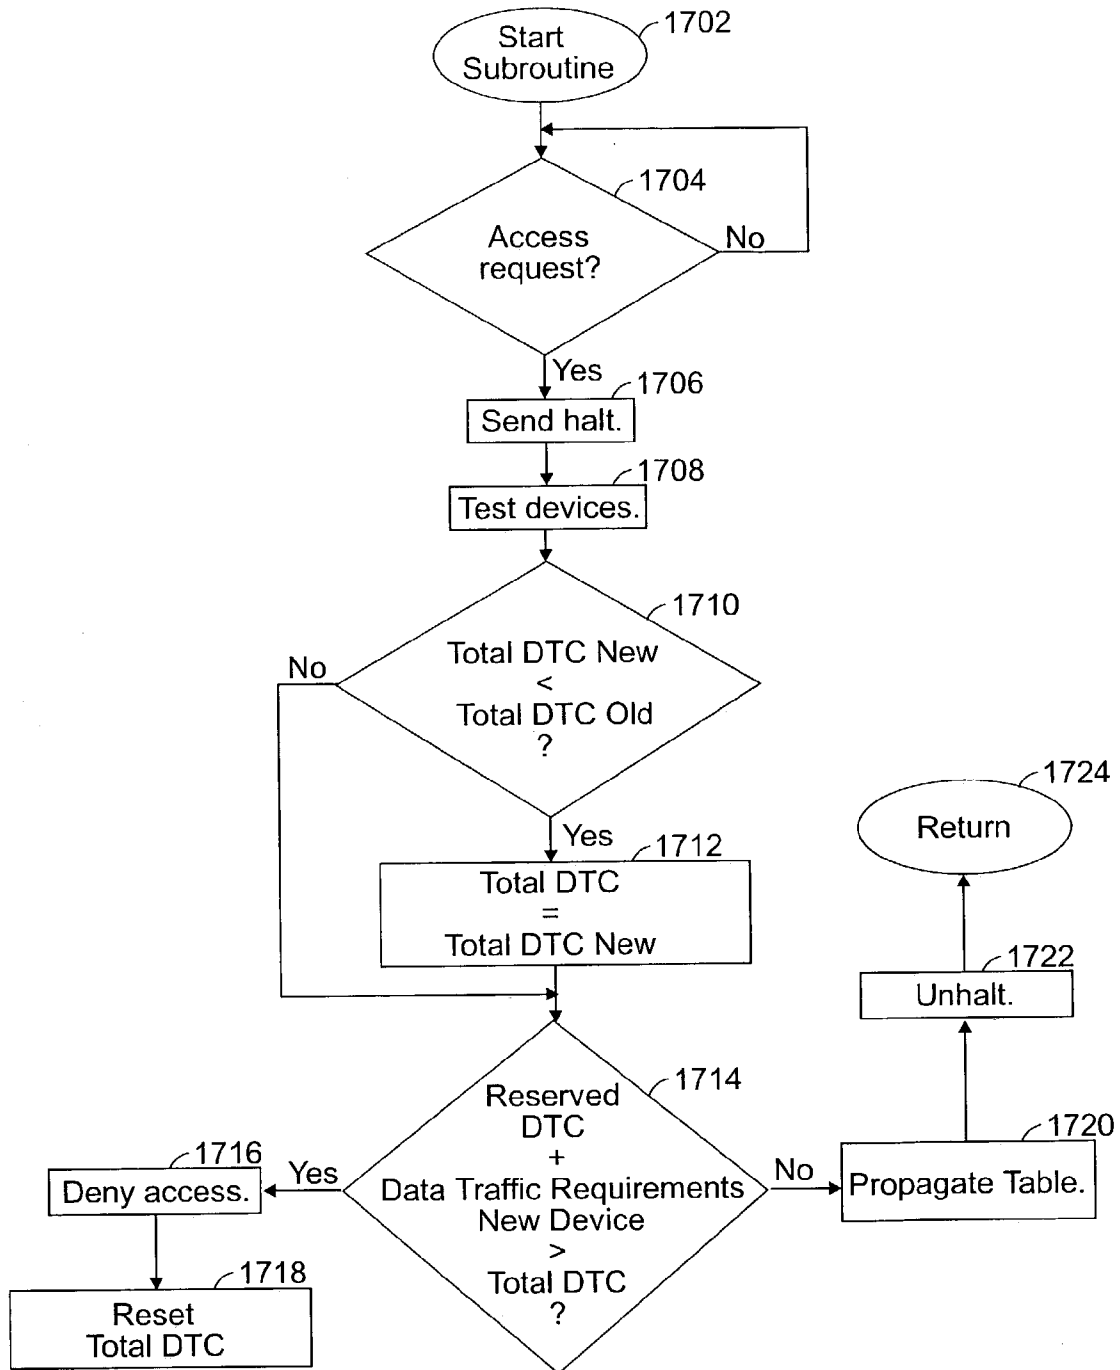 Start
Subroutine
1702
1704
Access
request?
No
Yes
1706
Send halt.
1708
Test devices.
1710
Total DTC New
<
Total DTC Old
?
No
Yes
1712
Total DTC
=
Total DTC New
1714
Reserved
DTC
+
Data Traffic Requirements
New Device
>
Total DTC
?
Yes
1716
Deny access.
1718
Reset
Total DTC
No
1720
Propagate Table.
1722
Unhalt.
1724
Return